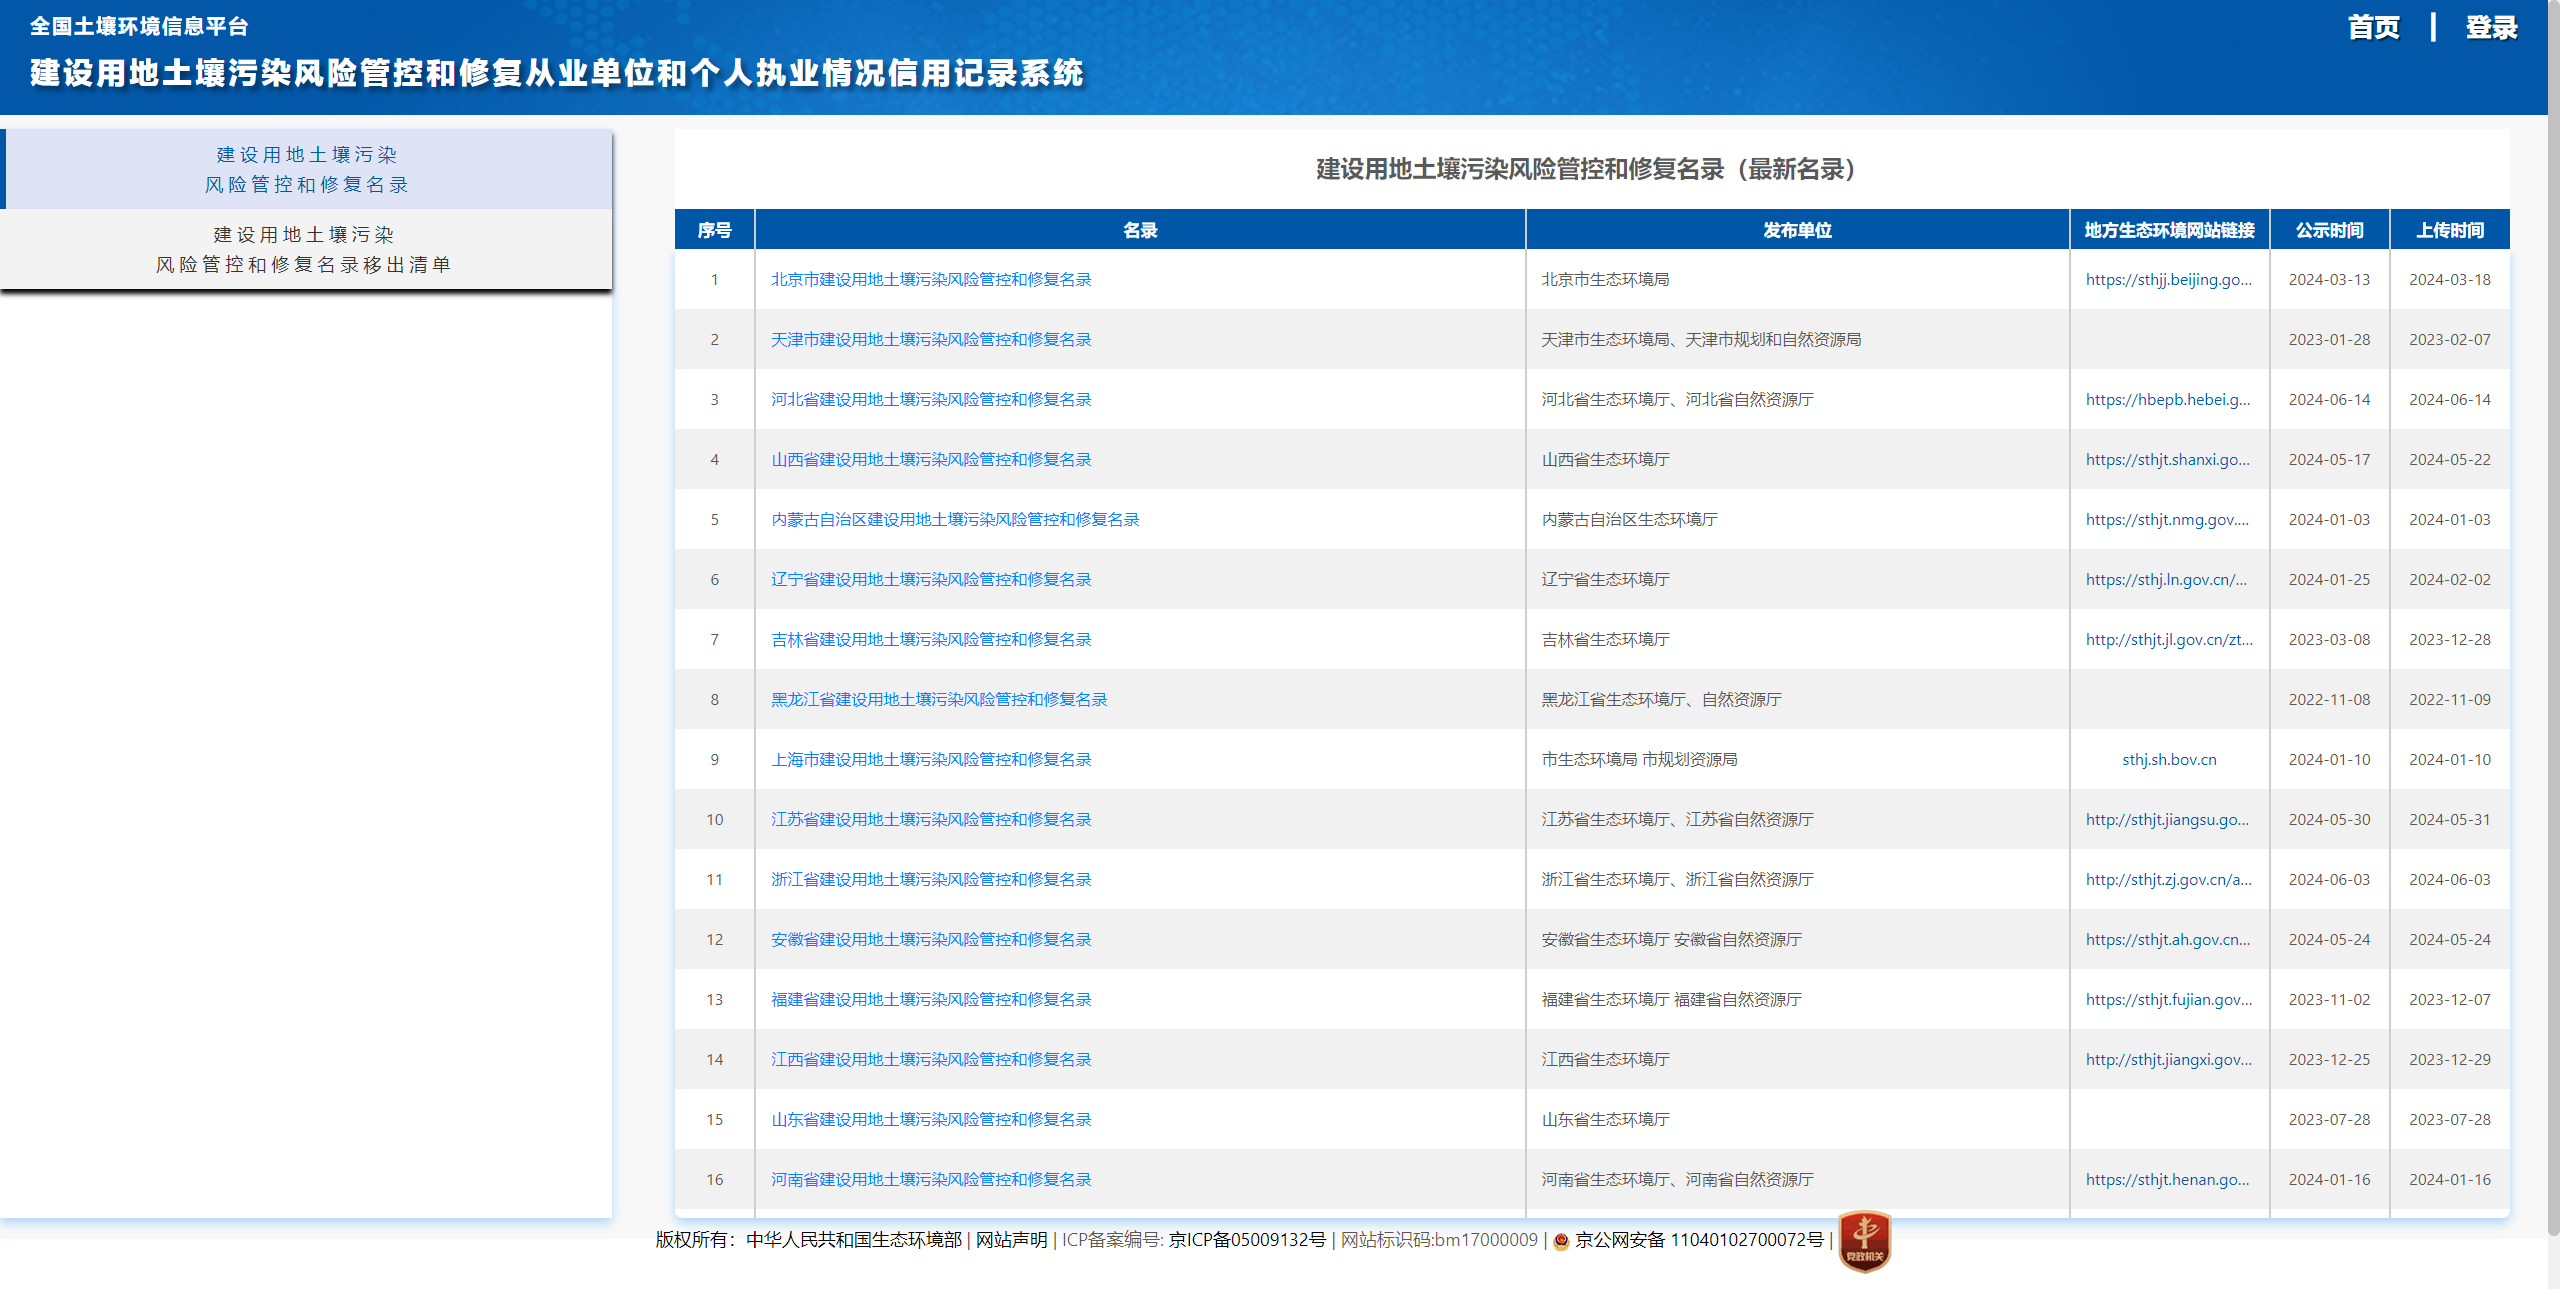 全国土壤环境信息平台
首页 | 登录
建设用地土壤污染风险管控和修复从业单位和个人执业情况信用记录系统
建设用地土壤污染
风险管控和修复名录
建设用地土壤污染
风险管控和修复名录移出清单
建设用地土壤污染风险管控和修复名录（最新名录）
序号 名录 发布单位 地方生态环境网站链接 公示时间 上传时间
1 北京市建设用地土壤污染风险管控和修复名录 北京市生态环境局 https://sthjj.beijing.go... 2024-03-13 2024-03-18
2 天津市建设用地土壤污染风险管控和修复名录 天津市生态环境局、天津市规划和自然资源局 2023-01-28 2023-02-07
3 河北省建设用地土壤污染风险管控和修复名录 河北省生态环境厅、河北省自然资源厅 https://hbepb.hebei.g... 2024-06-14 2024-06-14
4 山西省建设用地土壤污染风险管控和修复名录 山西省生态环境厅 https://sthjt.shanxi.go... 2024-05-17 2024-05-22
5 内蒙古自治区建设用地土壤污染风险管控和修复名录 内蒙古自治区生态环境厅 https://sthjt.nmg.gov.... 2024-01-03 2024-01-03
6 辽宁省建设用地土壤污染风险管控和修复名录 辽宁省生态环境厅 https://sthj.ln.gov.cn/... 2024-01-25 2024-02-02
7 吉林省建设用地土壤污染风险管控和修复名录 吉林省生态环境厅 http://sthjt.jl.gov.cn/zt... 2023-03-08 2023-12-28
8 黑龙江省建设用地土壤污染风险管控和修复名录 黑龙江省生态环境厅、自然资源厅 2022-11-08 2022-11-09
9 上海市建设用地土壤污染风险管控和修复名录 市生态环境局 市规划资源局 sthj.sh.bov.cn 2024-01-10 2024-01-10
10 江苏省建设用地土壤污染风险管控和修复名录 江苏省生态环境厅、江苏省自然资源厅 http://sthjt.jiangsu.go... 2024-05-30 2024-05-31
11 浙江省建设用地土壤污染风险管控和修复名录 浙江省生态环境厅、浙江省自然资源厅 http://sthjt.zj.gov.cn/a... 2024-06-03 2024-06-03
12 安徽省建设用地土壤污染风险管控和修复名录 安徽省生态环境厅 安徽省自然资源厅 https://sthjt.ah.gov.cn... 2024-05-24 2024-05-24
13 福建省建设用地土壤污染风险管控和修复名录 福建省生态环境厅 福建省自然资源厅 https://sthjt.fujian.gov... 2023-11-02 2023-12-07
14 江西省建设用地土壤污染风险管控和修复名录 江西省生态环境厅 http://sthjt.jiangxi.gov... 2023-12-25 2023-12-29
15 山东省建设用地土壤污染风险管控和修复名录 山东省生态环境厅 2023-07-28 2023-07-28
16 河南省建设用地土壤污染风险管控和修复名录 河南省生态环境厅、河南省自然资源厅 https://sthjt.henan.go... 2024-01-16 2024-01-16
版权所有：中华人民共和国生态环境部 | 网站声明 | ICP备案编号: 京ICP备05009132号 | 网站标识码:bm17000009 | 京公网安备 11040102700072号 |
党政机关